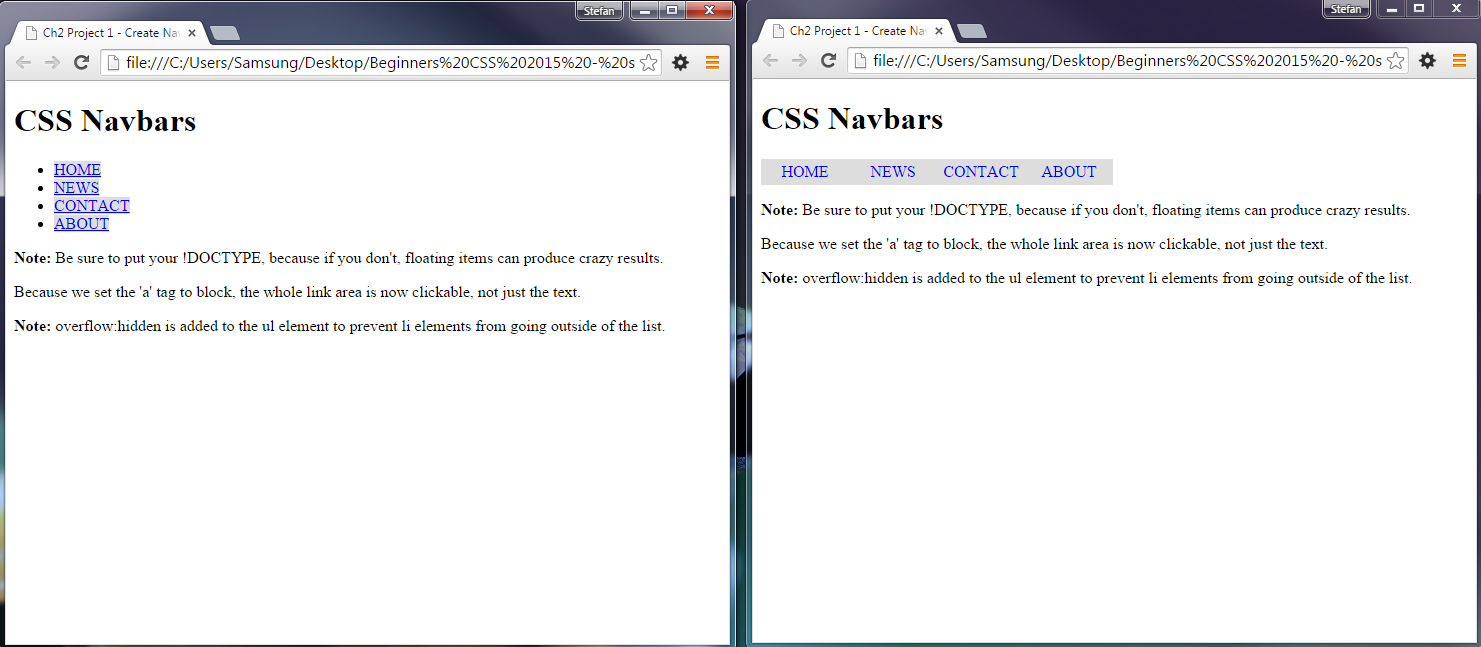 Stefan
Ch2 Project 1 - Create Na
file:///C:/Users/Samsung/Desktop/Beginners%20CSS%202015%20-%20s
CSS Navbars
HOME
NEWS
CONTACT
ABOUT
Note: Be sure to put your !DOCTYPE, because if you don't, floating items can produce crazy results.
Because we set the 'a' tag to block, the whole link area is now clickable, not just the text.
Note: overflow:hidden is added to the ul element to prevent li elements from going outside of the list.
Stefan
Ch2 Project 1 - Create Na
file:///C:/Users/Samsung/Desktop/Beginners%20CSS%202015%20-%20s
CSS Navbars
HOME NEWS CONTACT ABOUT
Note: Be sure to put your !DOCTYPE, because if you don't, floating items can produce crazy results.
Because we set the 'a' tag to block, the whole link area is now clickable, not just the text.
Note: overflow:hidden is added to the ul element to prevent li elements from going outside of the list.